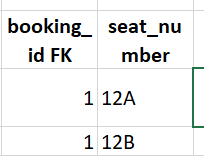 booking_ seat_nu
id FK mber
1 12A
1 12B